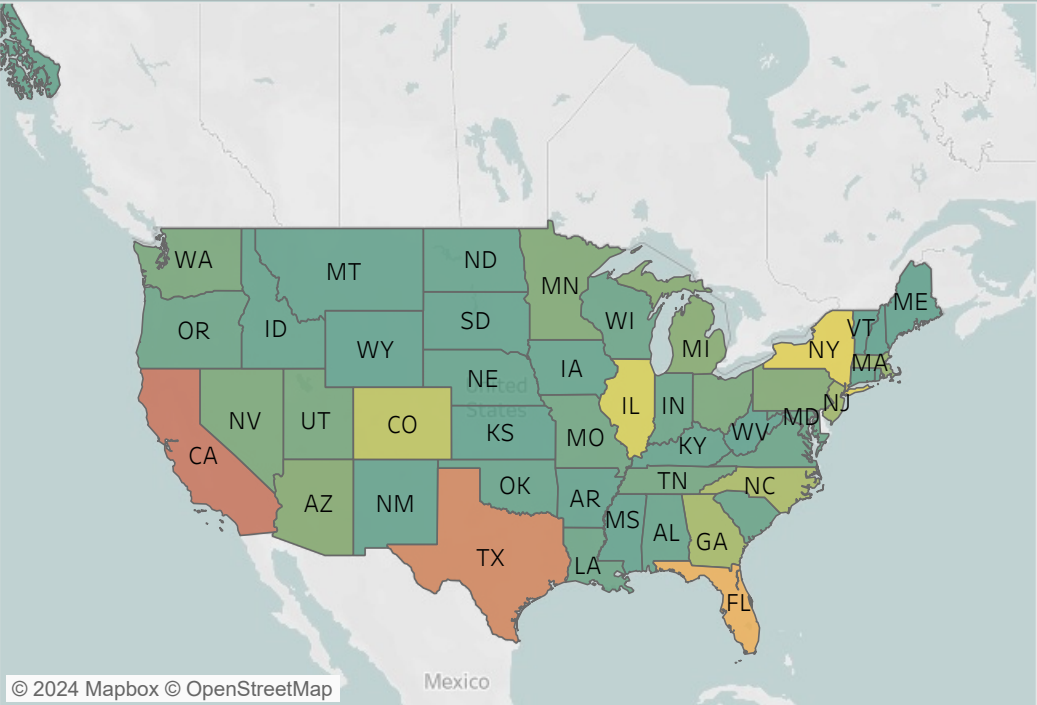 WA
MT
ND
MN
ME
OR
ID
SD
WI
VT
WY
MI
NY
MA
IA
NE
United
States
NV
UT
CO
IL
IN
NJ
MD
KS
MO
WV
KY
CA
TN
NC
AZ
NM
OK
AR
MS
AL
GA
TX
LA
FL
Mexico
© 2024 Mapbox © OpenStreetMap